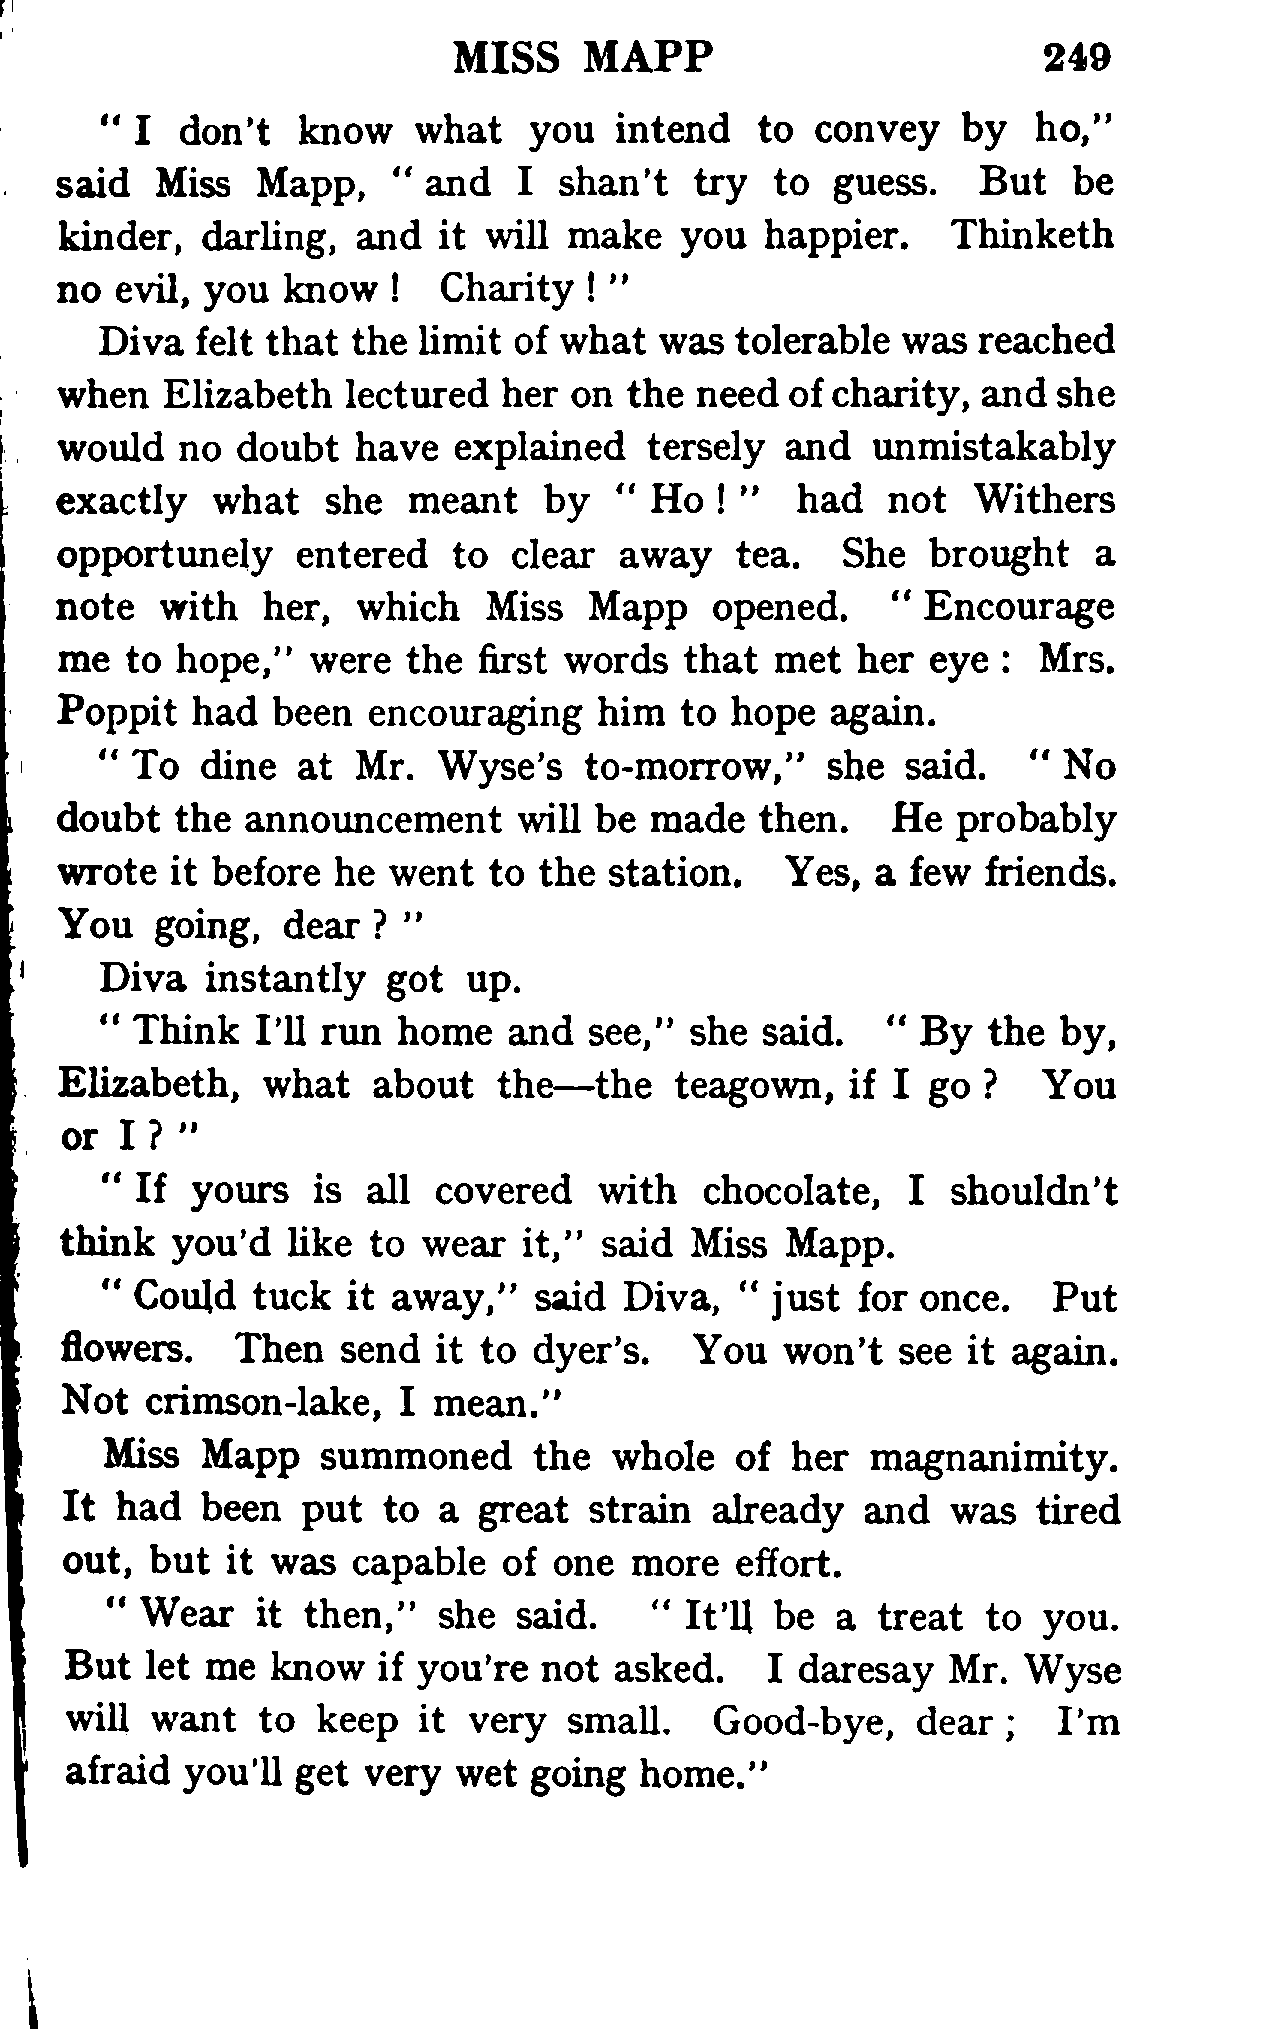 MISS MAPP 249
“ I don't know what you intend to convey by ho,”
said Miss Mapp, “ and I shan't try to guess. But be
kinder, darling, and it will make you happier. Thinketh
no evil, you know ! Charity ! ”
Diva felt that the limit of what was tolerable was reached
when Elizabeth lectured her on the need of charity, and she
would no doubt have explained tersely and unmistakably
exactly what she meant by “ Ho ! ” had not Withers
opportunely entered to clear away tea. She brought a
note with her, which Miss Mapp opened. “ Encourage
me to hope,” were the first words that met her eye : Mrs.
Poppit had been encouraging him to hope again.
“ To dine at Mr. Wyse's to-morrow,” she said. “ No
doubt the announcement will be made then. He probably
wrote it before he went to the station. Yes, a few friends.
You going, dear ? ”
Diva instantly got up.
“ Think I'll run home and see,” she said. “ By the by,
Elizabeth, what about the—the teagown, if I go ? You
or I ? ”
“ If yours is all covered with chocolate, I shouldn't
think you'd like to wear it,” said Miss Mapp.
“ Could tuck it away,” said Diva, “ just for once. Put
flowers. Then send it to dyer's. You won't see it again.
Not crimson-lake, I mean.”
Miss Mapp summoned the whole of her magnanimity.
It had been put to a great strain already and was tired
out, but it was capable of one more effort.
“ Wear it then,” she said. “ It'll be a treat to you.
But let me know if you're not asked. I daresay Mr. Wyse
will want to keep it very small. Good-bye, dear ; I'm
afraid you'll get very wet going home.”